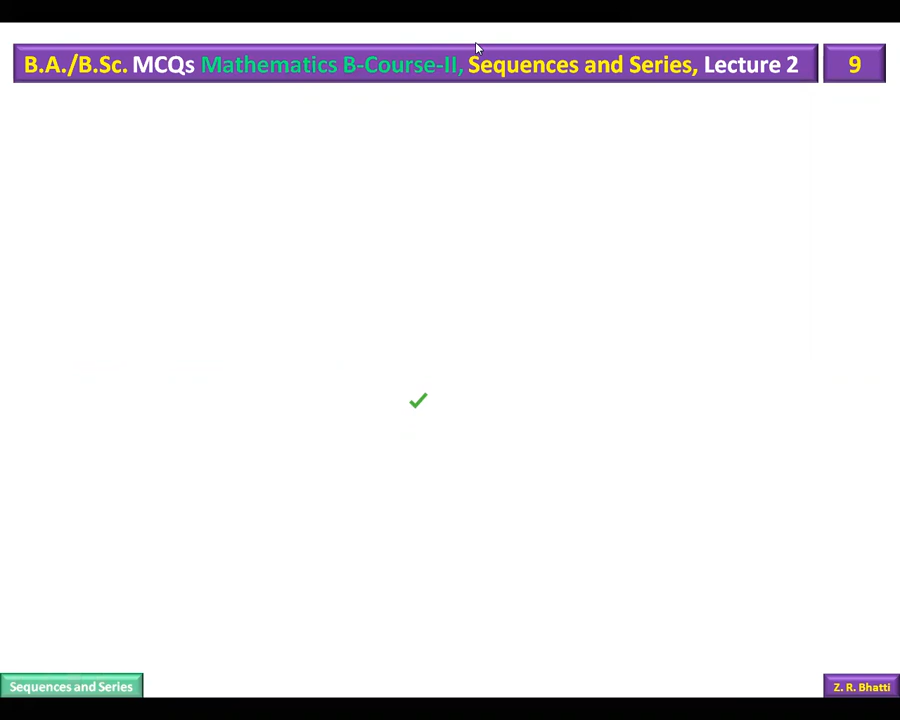 B.A./B.Sc. MCQs Mathematics B-Course-II, Sequences and Series, Lecture 2 9
Sequences and Series Z. R. Bhatti